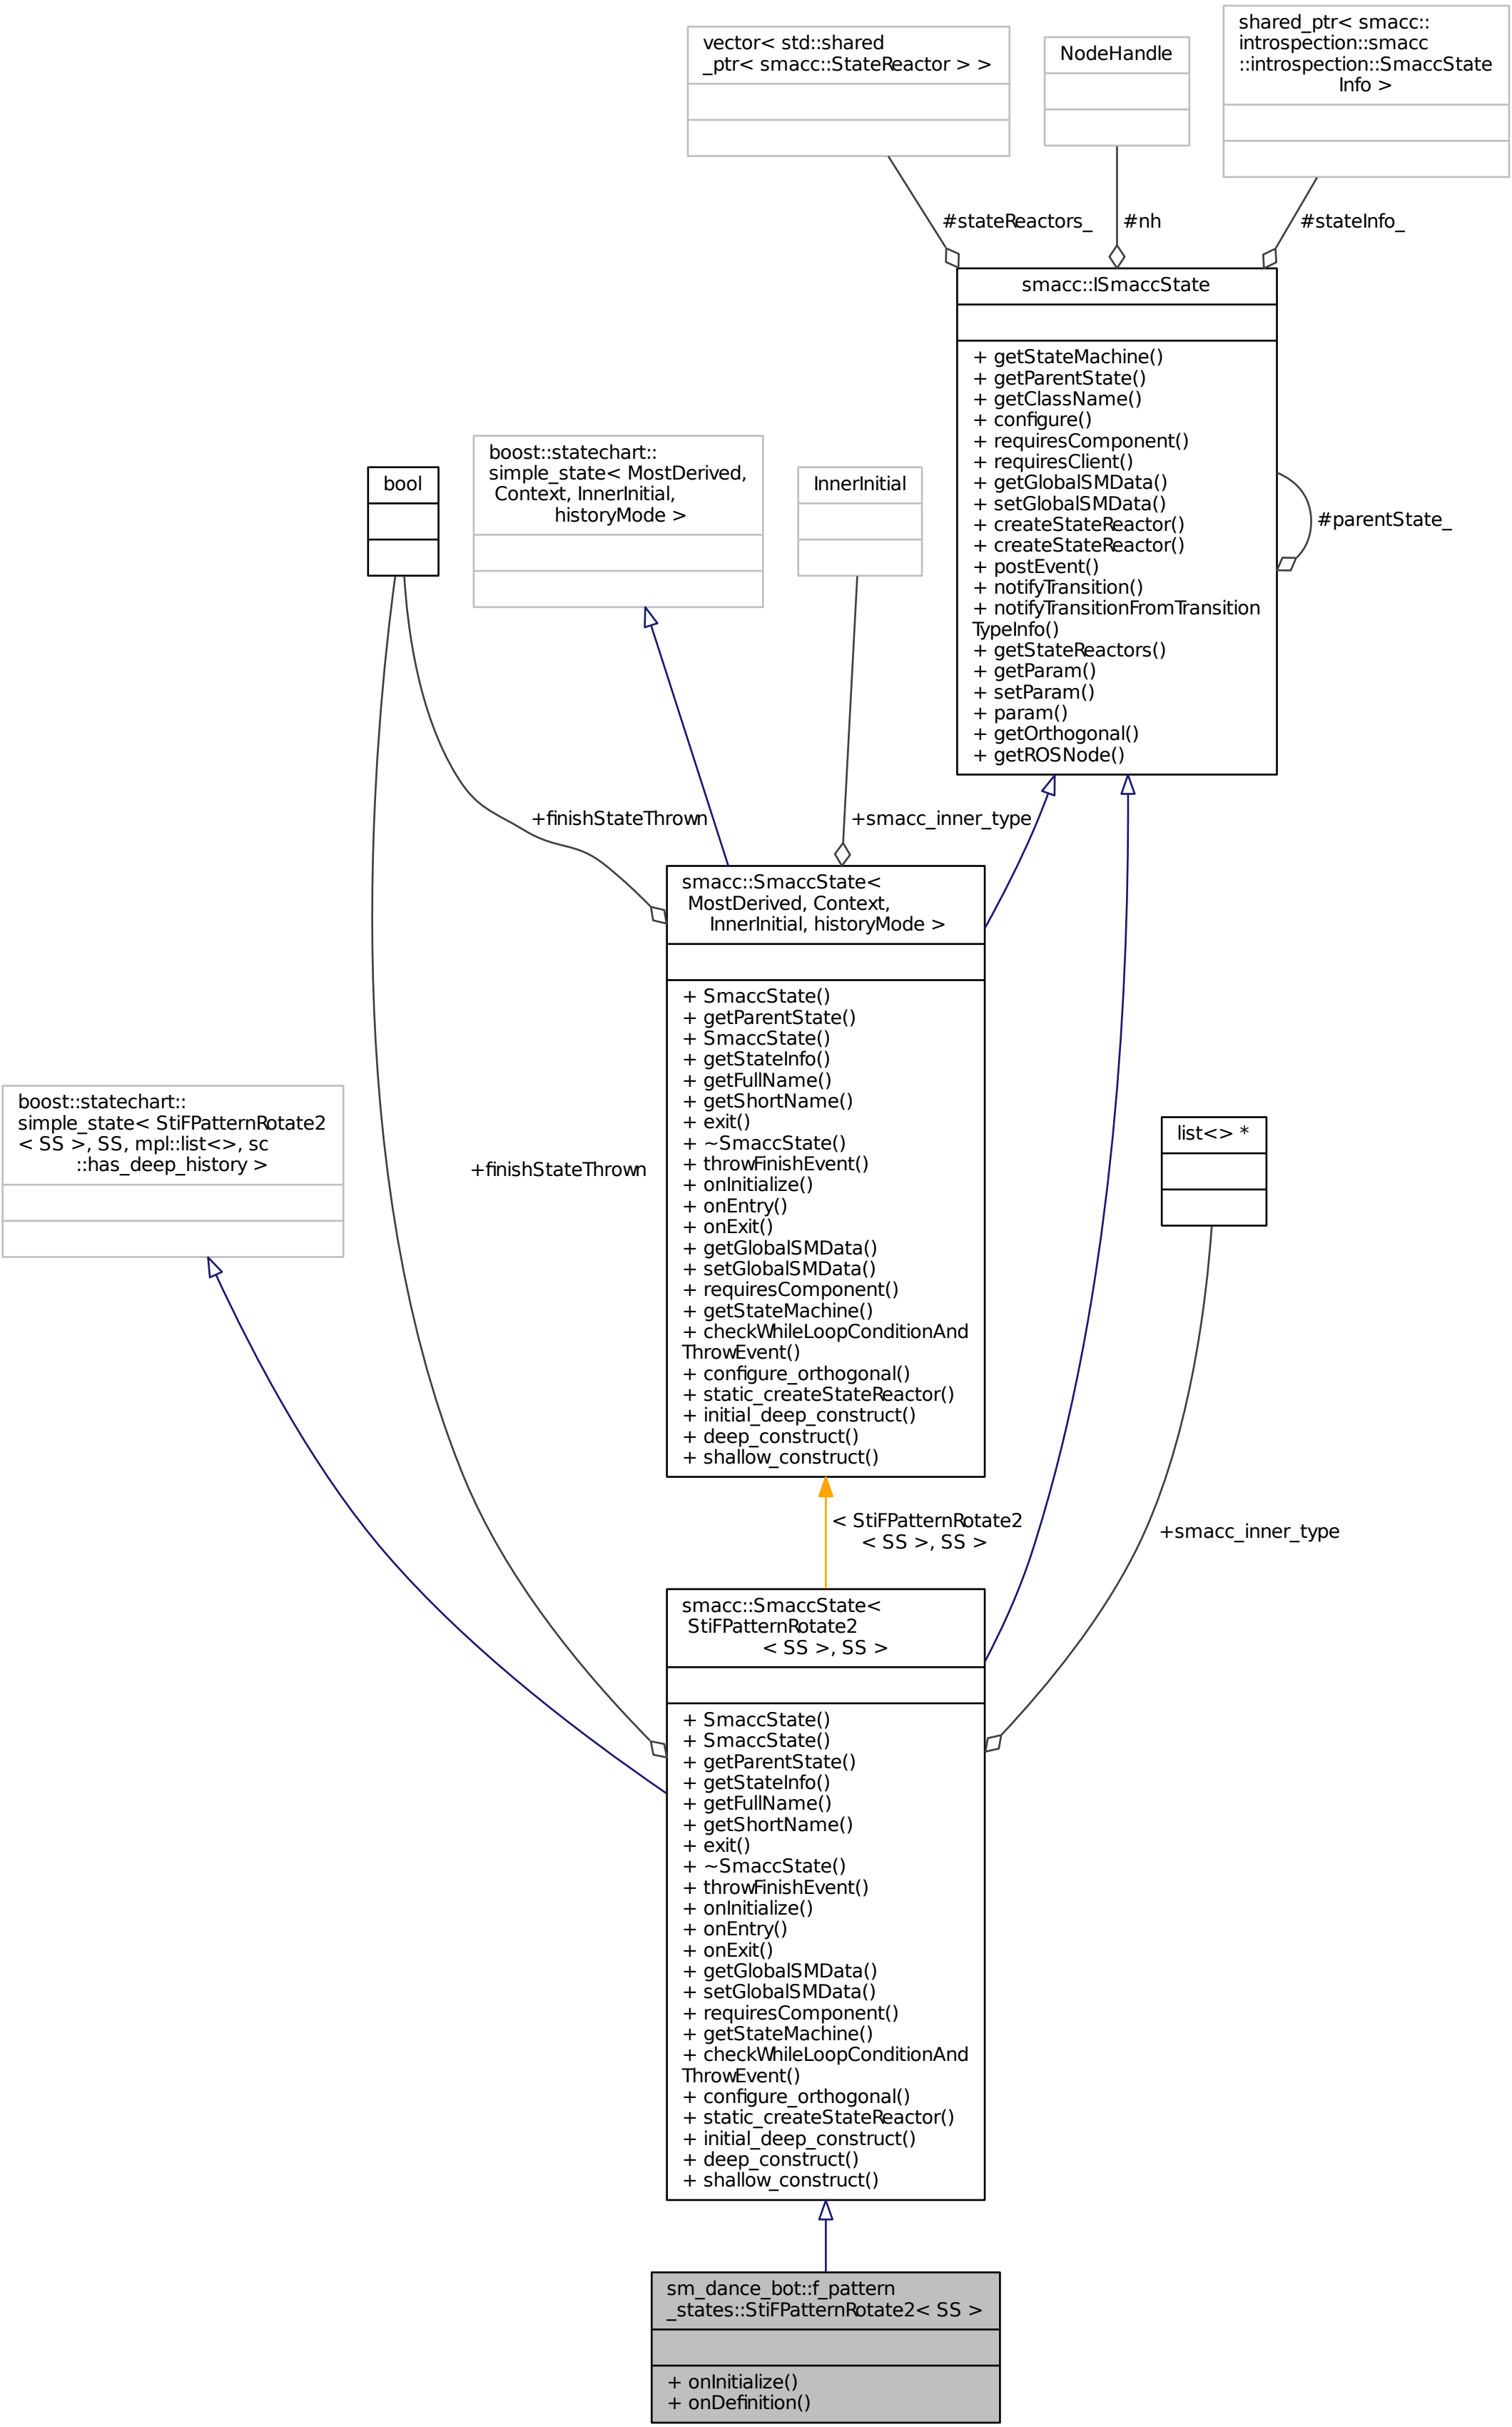 vector< std::shared
_ptr< smacc::StateReactor > >
NodeHandle
shared_ptr< smacc::
introspection::smacc
::introspection::SmaccState
Info >
#stateReactors_
#nh
#stateInfo_
smacc::ISmaccState
+ getStateMachine()
+ getParentState()
+ getClassName()
+ configure()
+ requiresComponent()
+ requiresClient()
+ getGlobalSMData()
+ setGlobalSMData()
+ createStateReactor()
+ createStateReactor()
+ postEvent()
+ notifyTransition()
+ notifyTransitionFromTransition
TypeInfo()
+ getStateReactors()
+ getParam()
+ setParam()
+ param()
+ getOrthogonal()
+ getROSNode()
#parentState_
bool
boost::statechart::
simple_state< MostDerived,
Context, InnerInitial,
historyMode >
InnerInitial
+finishStateThrown
+smacc_inner_type
smacc::SmaccState<
MostDerived, Context,
InnerInitial, historyMode >
+ SmaccState()
+ getParentState()
+ SmaccState()
+ getStateInfo()
+ getFullName()
+ getShortName()
+ exit()
+ ~SmaccState()
+ throwFinishEvent()
+ onInitialize()
+ onEntry()
+ onExit()
+ getGlobalSMData()
+ setGlobalSMData()
+ requiresComponent()
+ getStateMachine()
+ checkWhileLoopConditionAnd
ThrowEvent()
+ configure_orthogonal()
+ static_createStateReactor()
+ initial_deep_construct()
+ deep_construct()
+ shallow_construct()
boost::statechart::
simple_state< StiFPatternRotate2
< SS >, SS, mpl::list<>, sc
::has_deep_history >
+finishStateThrown
list<> *
< StiFPatternRotate2
< SS >, SS >
+smacc_inner_type
smacc::SmaccState<
StiFPatternRotate2
< SS >, SS >
+ SmaccState()
+ SmaccState()
+ getParentState()
+ getStateInfo()
+ getFullName()
+ getShortName()
+ exit()
+ ~SmaccState()
+ throwFinishEvent()
+ onInitialize()
+ onEntry()
+ onExit()
+ getGlobalSMData()
+ setGlobalSMData()
+ requiresComponent()
+ getStateMachine()
+ checkWhileLoopConditionAnd
ThrowEvent()
+ configure_orthogonal()
+ static_createStateReactor()
+ initial_deep_construct()
+ deep_construct()
+ shallow_construct()
sm_dance_bot::f_pattern
_states::StiFPatternRotate2< SS >
+ onInitialize()
+ onDefinition()